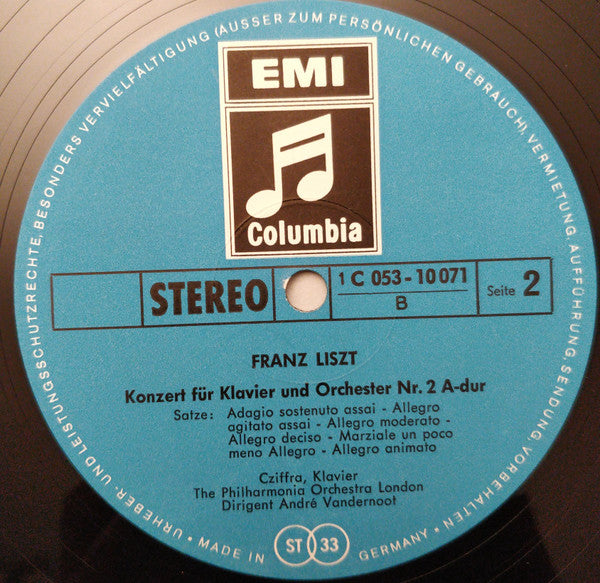 URHEBER- UND LEISTUNGSSCHUTZRECHTE, BESONDERS VERVIELFÄLTIGUNG (AUSSER ZUM PERSÖNLICHEN GEBRAUCH), VERMIETUNG, AUFFÜHRUNG, SENDUNG, VORBEHALTEN
EMI
Columbia
STEREO
1 C 053-10 071
B
Seite 2
FRANZ LISZT
Konzert für Klavier und Orchester Nr. 2 A-dur
Satze: Adagio sostenuto assai - Allegro
agitato assai - Allegro moderato -
Allegro deciso - Marziale un poco
meno Allegro - Allegro animato
Cziffra, Klavier
The Philharmonia Orchestra London
Dirigent André Vandernoot
• MADE IN ST 33 GERMANY •